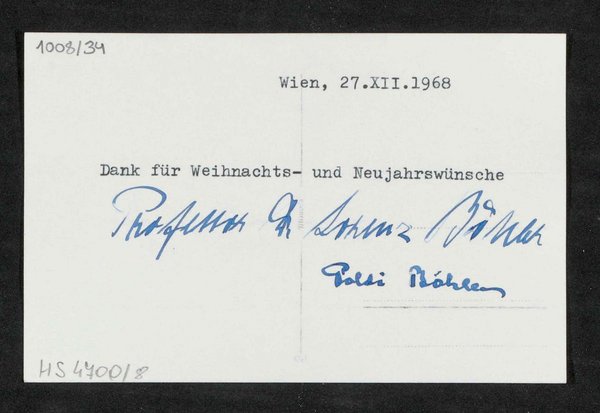 1008/34
Wien, 27.XII.1968
Dank für Weihnachts- und Neujahrswünsche
Professor Dr Lorenz Böhler
Poldi Böhler
HS 4700/8